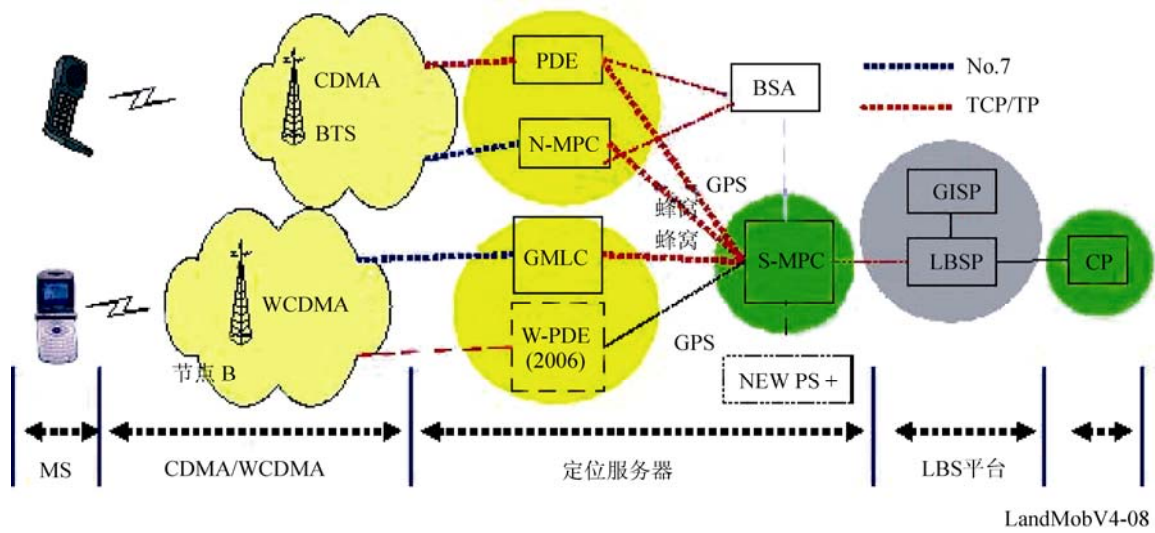 CDMA
BTS
PDE
N-MPC
BSA
No.7
TCP/TP
GPS
蜂窝
蜂窝
GISP
WCDMA
GMLC
S-MPC
LBSP
CP
W-PDE
(2006)
GPS
节点 B
NEW PS +
MS
CDMA/WCDMA
定位服务器
LBS平台
LandMobV4-08